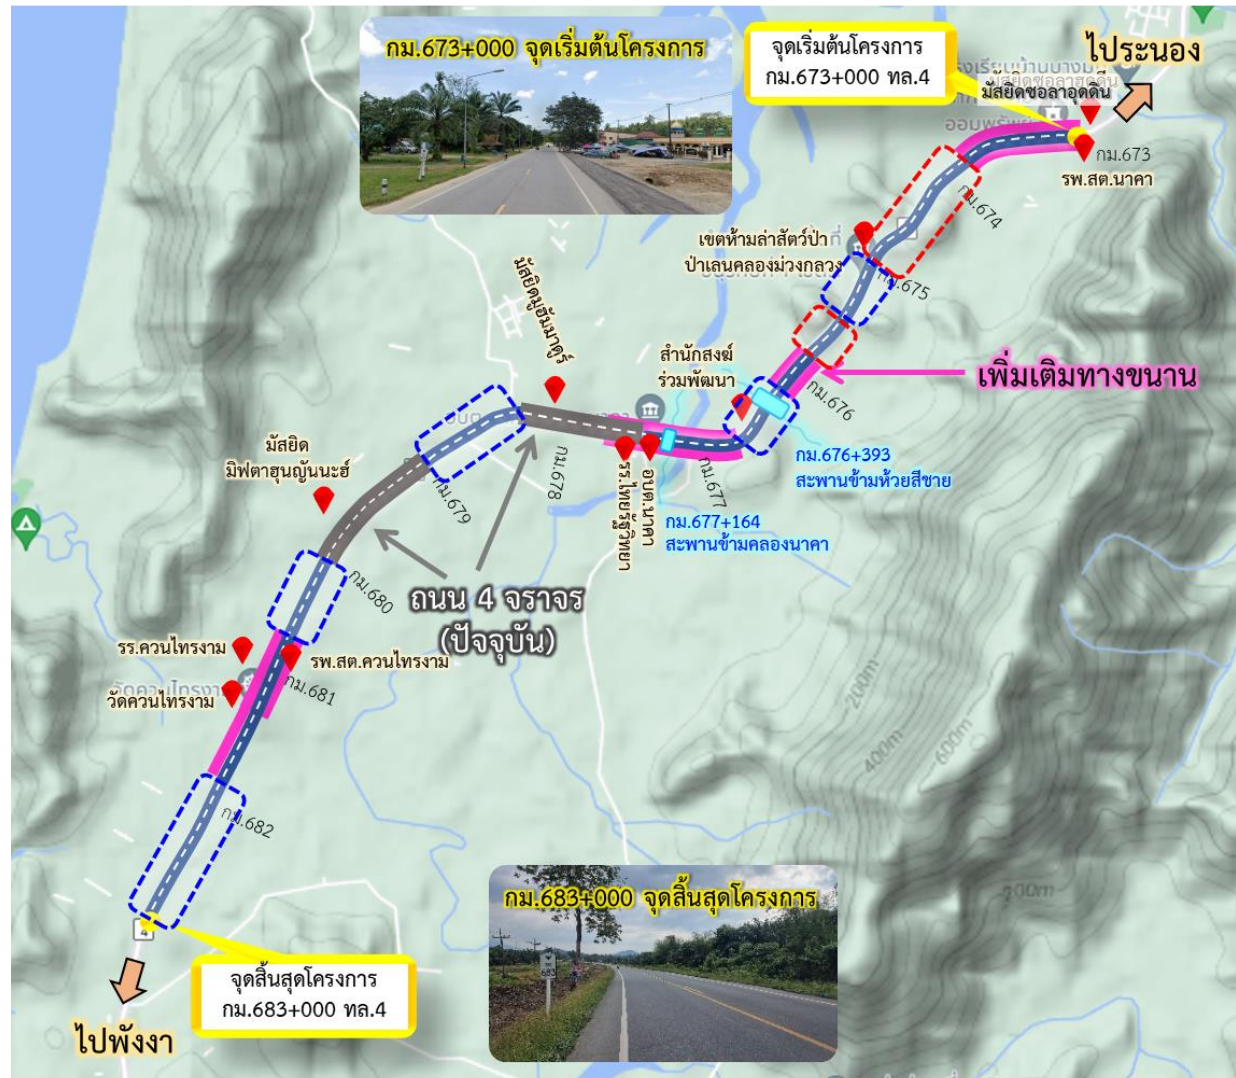 กม.673+000 จุดเริ่มต้นโครงการ
จุดเริ่มต้นโครงการ
กม.673+000 ทล.4
ไประนอง
มัสยิดซอลาฮุดดีน
มัสยิดซอลาอุดดีน
กม.673
รพ.สต.นาคา
กม.674
เขตห้ามล่าสัตว์ป่า
ป่าเลนคลองม่วงกลวง
กม.675
มัสยิดมูฮัมมาดูร์
สำนักสงฆ์
ร่วมพัฒนา
เพิ่มเติมทางขนาน
กม.676
กม.676+393
สะพานข้ามห้วยสีชาย
มัสยิด
มิฟตาฮุนญันนะฮ์
กม.677
กม.678
กม.679
รร.ไทยรัฐวิทยา
อบต.นาคา
กม.677+164
สะพานข้ามคลองนาคา
กม.680
ถนน 4 จราจร
(ปัจจุบัน)
รร.ควนไทรงาม
รพ.สต.ควนไทรงาม
กม.681
วัดควนไทรงาม
200m
400m
600m
กม.682
200m
กม.683+000 จุดสิ้นสุดโครงการ
683
4
จุดสิ้นสุดโครงการ
กม.683+000 ทล.4
ไปพังงา